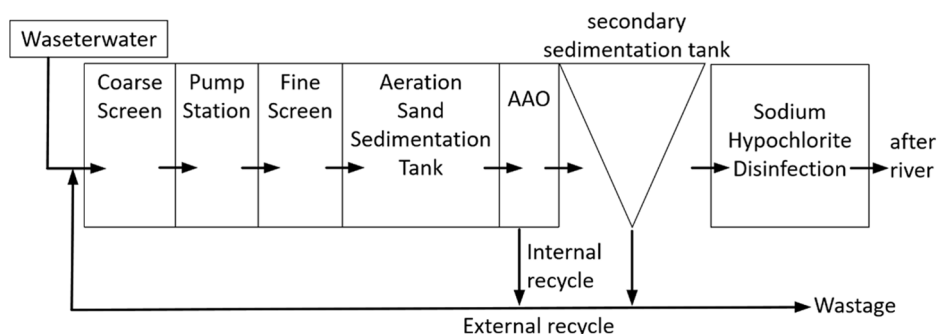 Waseterwater
Coarse
Screen
Pump
Station
Fine
Screen
Aeration
Sand
Sedimentation
Tank
AAO
secondary
sedimentation tank
Sodium
Hypochlorite
Disinfection
after
river
Internal
recycle
External recycle
Wastage